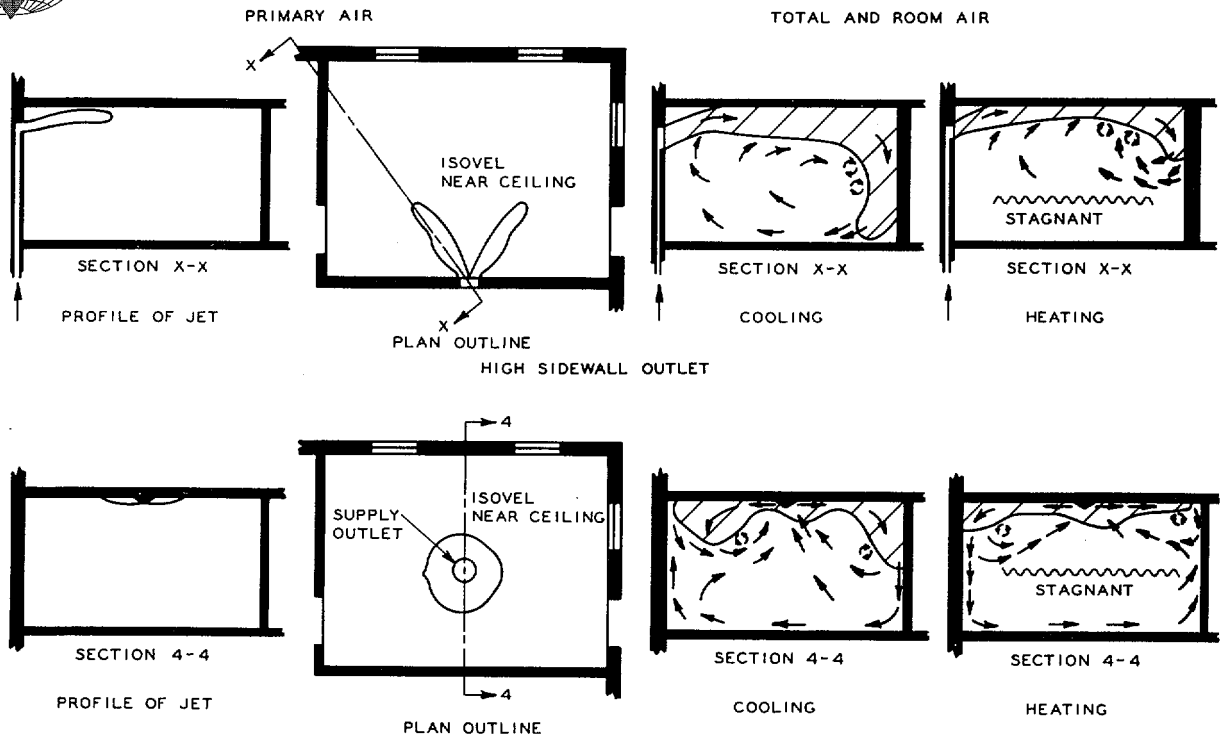 PRIMARY AIR
TOTAL AND ROOM AIR
X
ISOVEL
NEAR CEILING
STAGNANT
SECTION X-X
SECTION X-X
SECTION X-X
PROFILE OF JET
X
PLAN OUTLINE
COOLING
HEATING
HIGH SIDEWALL OUTLET
4
ISOVEL
NEAR CEILING
SUPPLY
OUTLET
STAGNANT
SECTION 4-4
SECTION 4-4
SECTION 4-4
4
PROFILE OF JET
PLAN OUTLINE
COOLING
HEATING